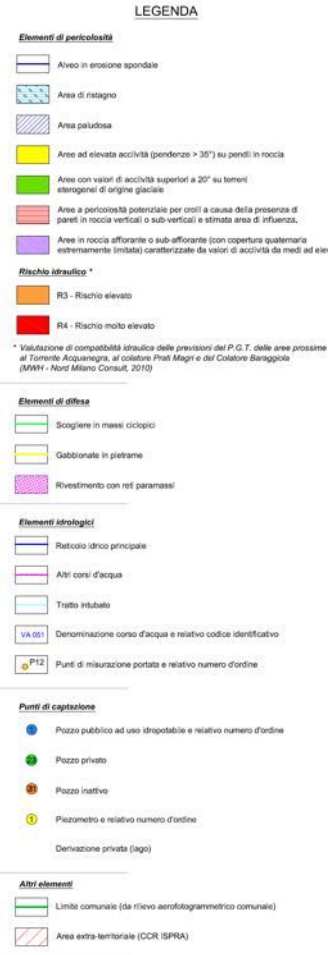 LEGENDA
Elementi di pericolosità
Alveo in erosione spondale
Area di ristagno
Area paludosa
Aree ad elevata acclività (pendenze > 35°) su pendii in roccia
Aree con valori di acclività superiori a 20° su terreni
eterogenei di origine glaciale
Aree a pericolosità potenziale per crolli a causa della presenza di
pareti in roccia verticali o sub-verticali e stimata area di influenza,
Aree in roccia affiorante o sub-affiorante (con copertura quaternaria
estremamente limitata) caratterizzate da valori di acclività da medi ad
Rischio idraulico *
R3 - Rischio elevato
R4 - Rischio molto elevato
* Valutazione di compatibilità idraulica delle previsioni del P.G.T. delle aree prossime
al Torrente Acquanegra, al colatore Prati Magri e del Colatore Baraggiola
(MWH - Nord Milano Consult, 2010)
Elementi di difesa
Scogliere in massi ciclopici
Gabbionate in pietrame
Rivestimento con reti paramassi
Elementi idrologici
Reticolo idrico principale
Altri corsi d'acqua
Tratto intubato
VA 051 Denominazione corso d'acqua e relativo codice identificativo
P12 Punti di misurazione portata e relativo numero d'ordine
Punti di captazione
1 Pozzo pubblico ad uso idropotabile e relativo numero d'ordine
23 Pozzo privato
21 Pozzo inattivo
1 Piezometro e relativo numero d'ordine
Derivazione privata (lago)
Altri elementi
Limite comunale (da rilievo aerofotogrammetrico comunale)
Area extra-territoriale (CCR ISPRA)